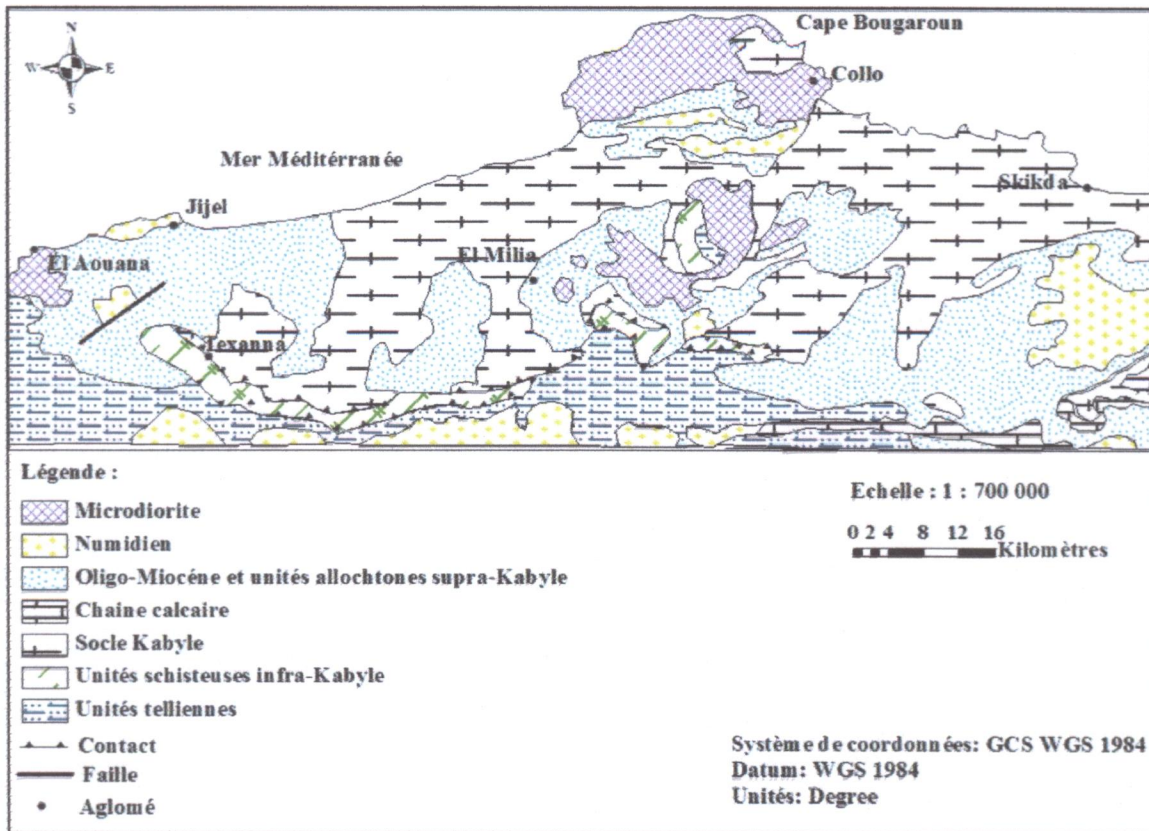 N
W E
S
Cape Bougaroun
Collo
Mer Méditérranée
Skikda
Jijel
El Aouana
El Milia
Texanna
Légende :
Microdiorite
Numidien
Oligo-Miocéne et unités allochtones supra-Kabyle
Chaine calcaire
Socle Kabyle
Unités schisteuses infra-Kabyle
Unités telliennes
Contact
Faille
Aglomé
Echelle : 1 : 700 000
0 2 4 8 12 16
Kilomètres
Système de coordonnées: GCS WGS 1984
Datum: WGS 1984
Unités: Degree